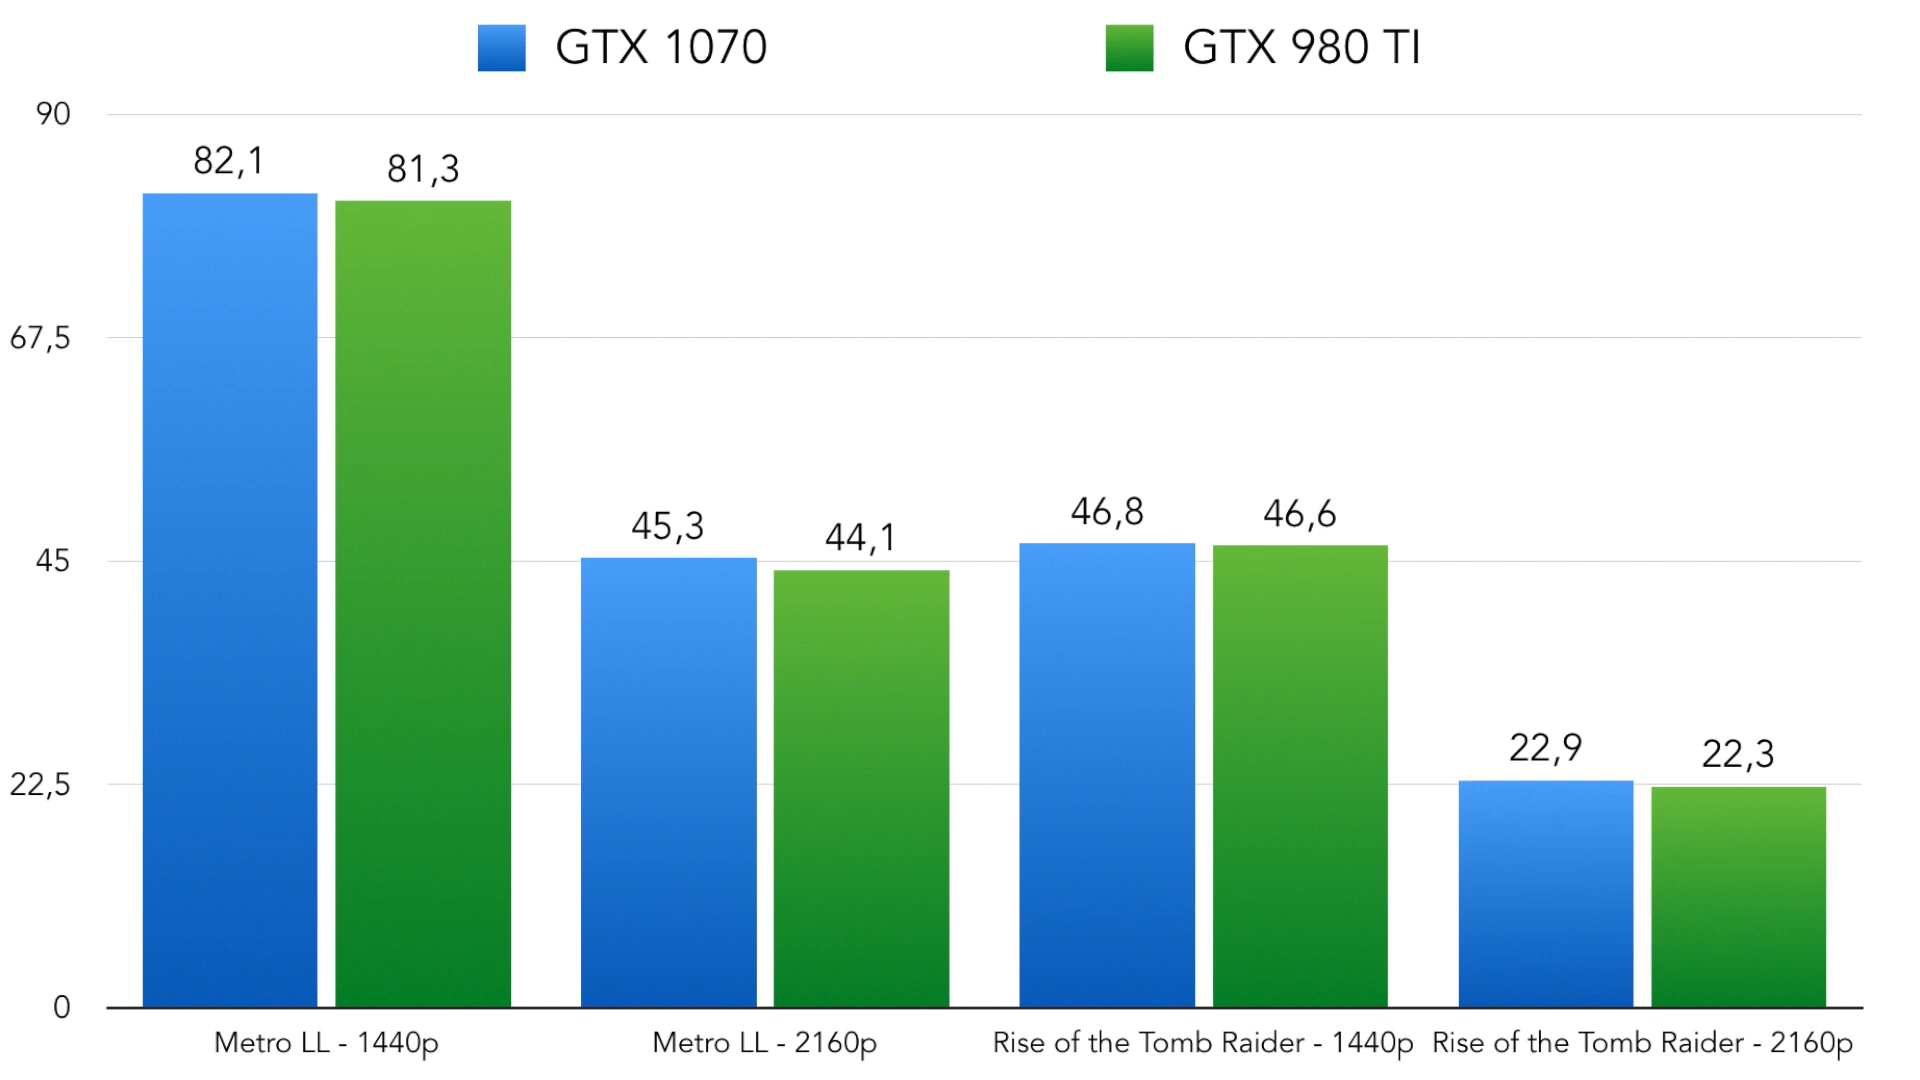 GTX 1070
GTX 980 TI
90
82,1
81,3
67,5
45,3
44,1
46,8
46,6
45
22,9
22,3
22,5
0
Metro LL - 1440p
Metro LL - 2160p
Rise of the Tomb Raider - 1440p
Rise of the Tomb Raider - 2160p